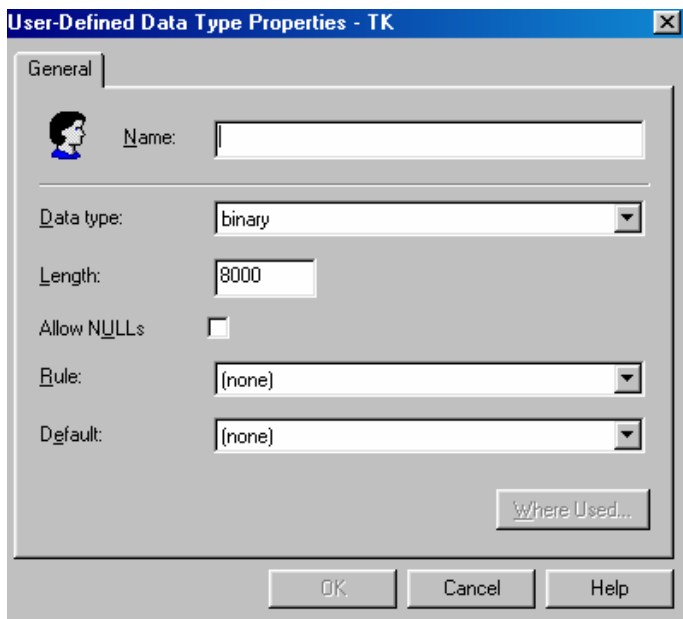 User-Defined Data Type Properties - TK
General
Name:
Data type: binary
Length: 8000
Allow NULLs
Rule: (none)
Default: (none)
Where Used...
OK Cancel Help